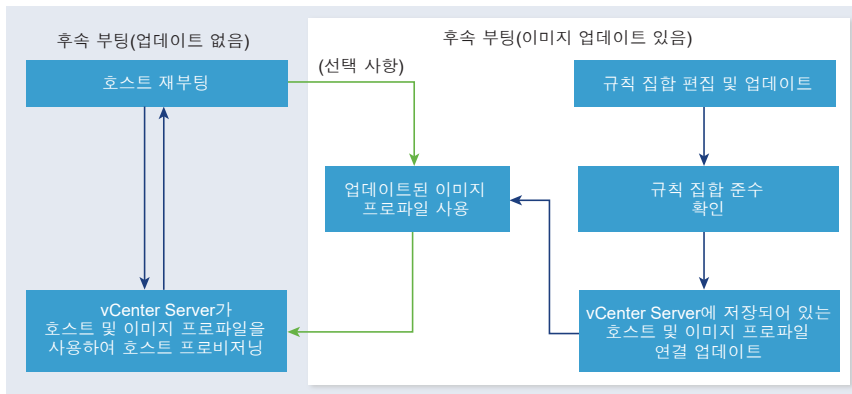 후속 부팅(업데이트 없음)
호스트 재부팅
vCenter Server가
호스트 및 이미지 프로파일을
사용하여 호스트 프로비저닝
후속 부팅(이미지 업데이트 있음)
(선택 사항)
업데이트된 이미지
프로파일 사용
규칙 집합 편집 및 업데이트
규칙 집합 준수
확인
vCenter Server에 저장되어 있는
호스트 및 이미지 프로파일
연결 업데이트